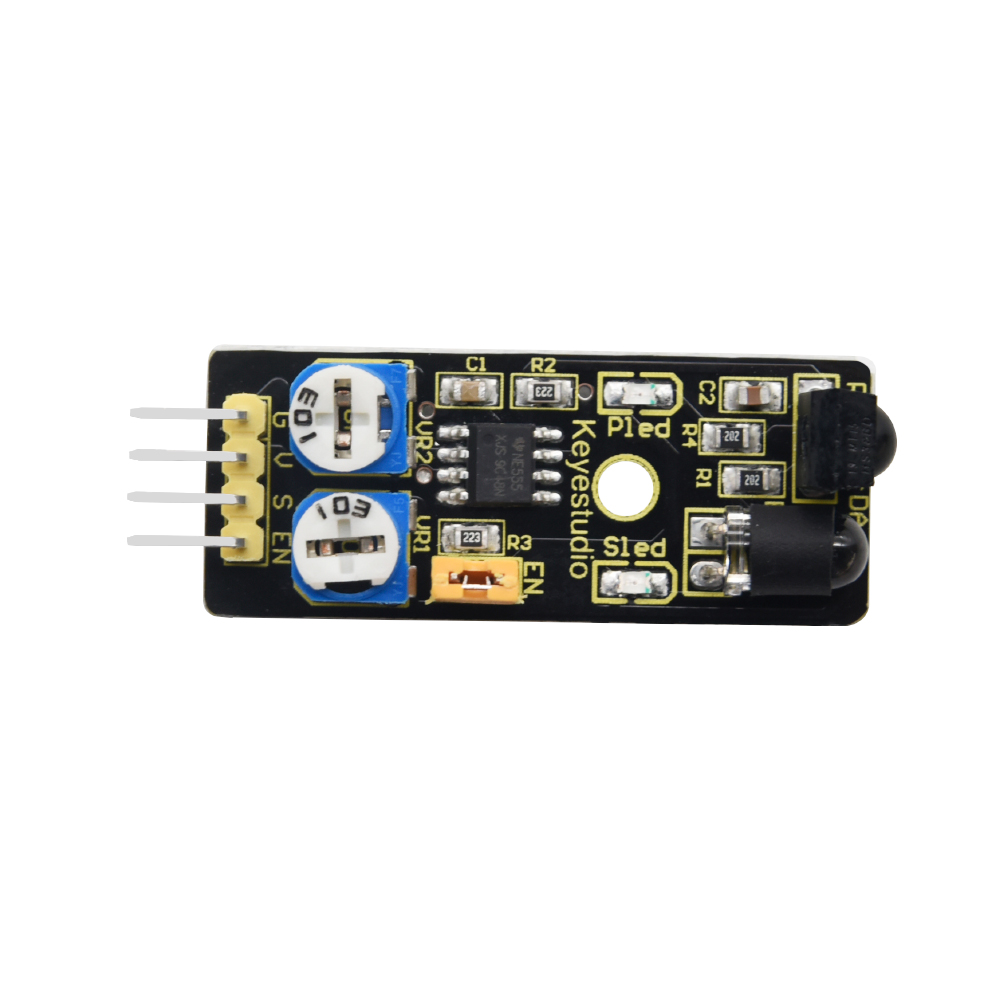 C1
R2
223
Pled
C2
R4
202
R1
202
G
V
S
EN
103
VR2
103
VR1
NE555
Keyestudio
223
R3
EN
Sled